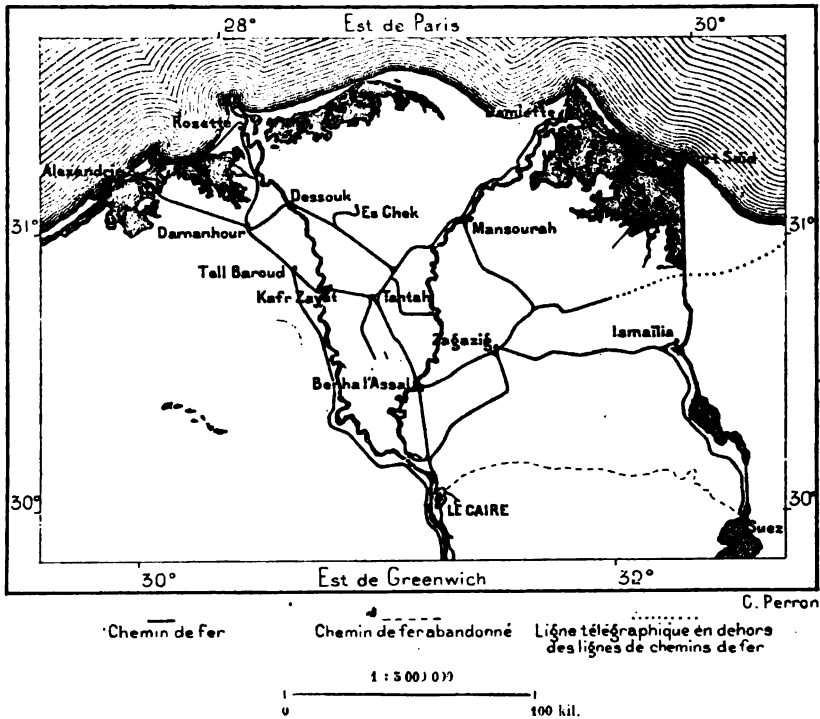 28° Est de Paris 30°
Rosette
Damiette
Alexandrie
Port Saïd
Dessouk
Es Chek
31° 31°
Damanhour
Mansourah
Tell Baroud
Kafr Zayat
Tantah
Zagazig
Ismaïlia
Benha l'Assal
30° 30°
LE CAIRE
Suez
30° Est de Greenwich 32°
C. Perron
Chemin de fer
Chemin de fer abandonné
Ligne télégraphique en dehors
des lignes de chemins de fer
0 100 kil.